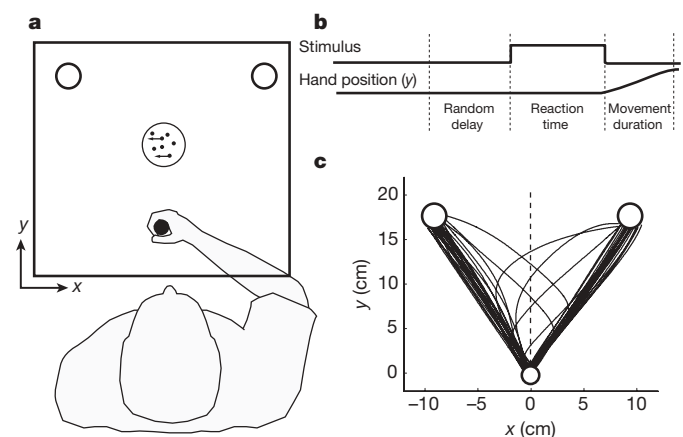 a
y
x
b
Stimulus
Hand position (y)
Random
delay
Reaction
time
Movement
duration
c
20
15
10
5
0
y (cm)
–10
–5
0
5
10
x (cm)